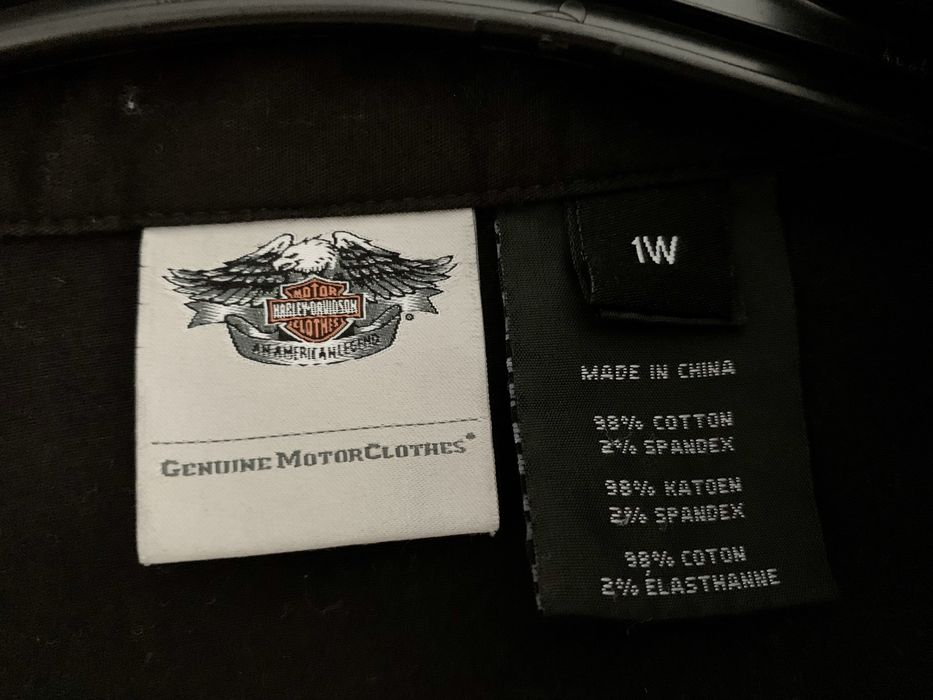 MOTOR
HARLEY-DAVIDSON
CLOTHES
®
AN AMERICAN LEGEND
GENUINE MOTORCLOTHES®
1W
MADE IN CHINA
98% COTTON
2% SPANDEX
98% KATOEN
2% SPANDEX
98% COTON
2% ÉLASTHANNE